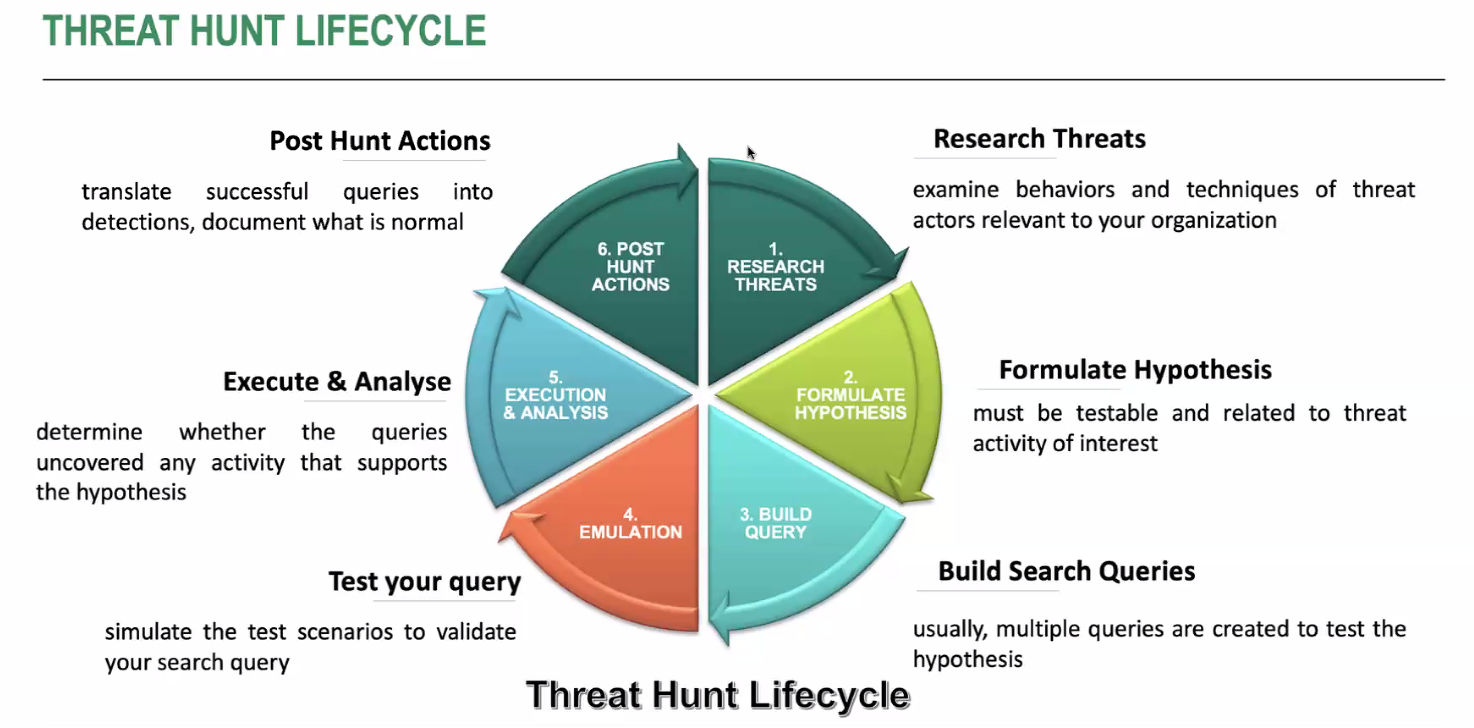 THREAT HUNT LIFECYCLE
Post Hunt Actions
translate successful queries into
detections, document what is normal
Research Threats
examine behaviors and techniques of threat
actors relevant to your organization
6. POST
HUNT
ACTIONS
1.
RESEARCH
THREATS
Execute & Analyse
determine whether the queries
uncovered any activity that supports
the hypothesis
5.
EXECUTION
& ANALYSIS
2.
FORMULATE
HYPOTHESIS
Formulate Hypothesis
must be testable and related to threat
activity of interest
4.
EMULATION
3. BUILD
QUERY
Test your query
simulate the test scenarios to validate
your search query
Build Search Queries
usually, multiple queries are created to test the
hypothesis
Threat Hunt Lifecycle